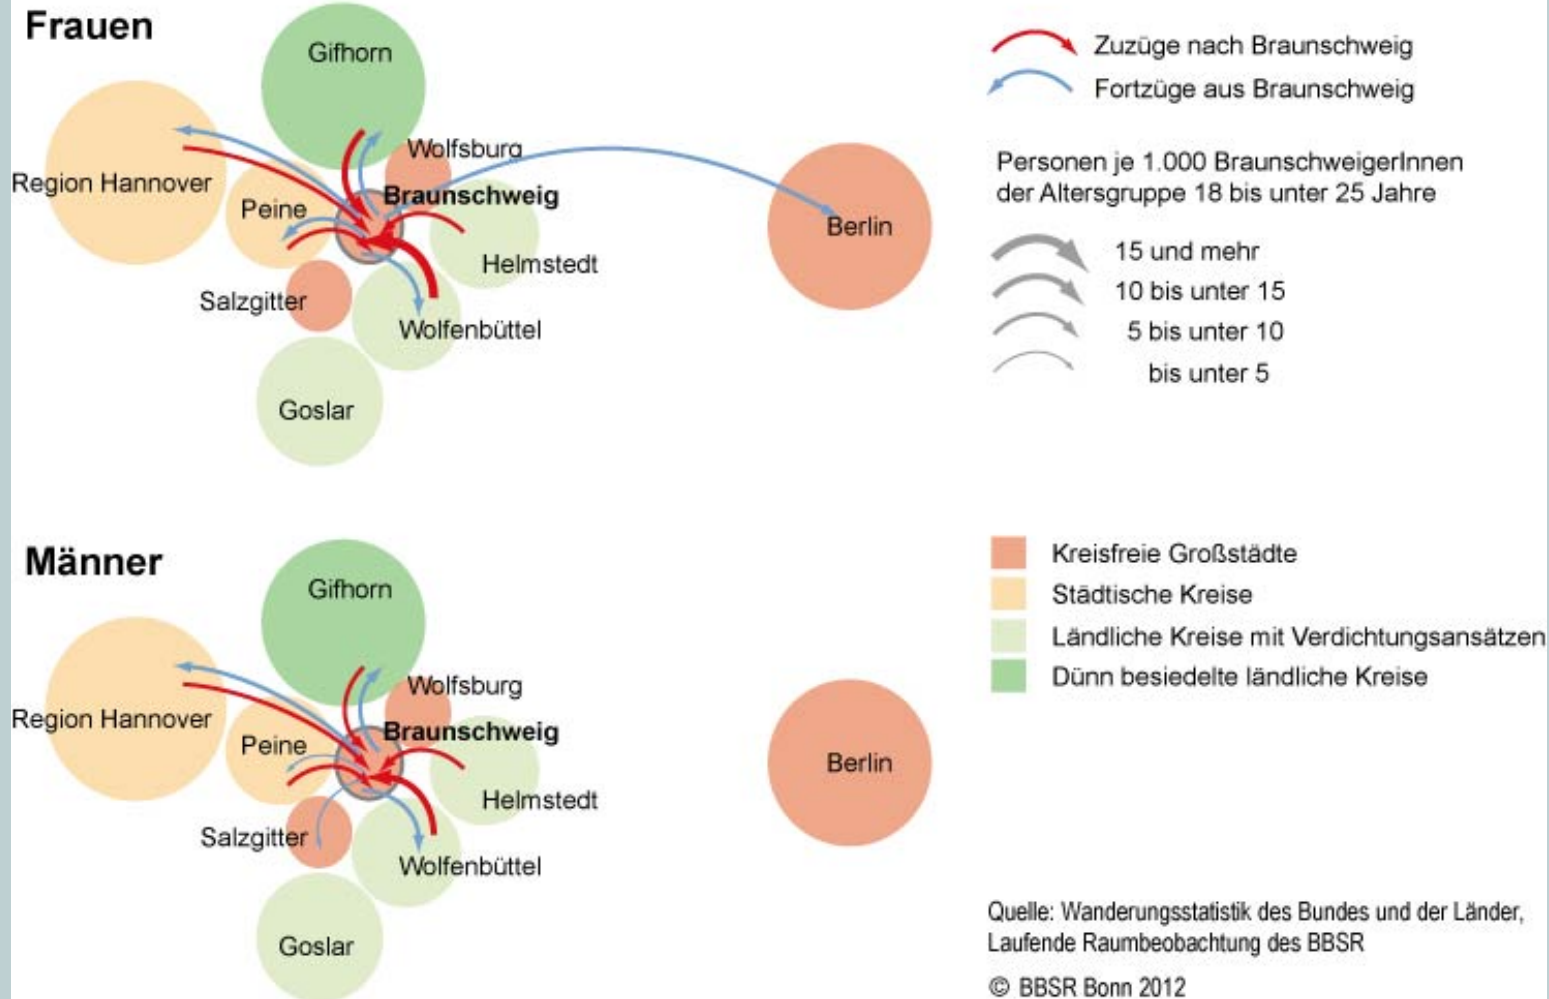 Frauen
Gifhorn
Wolfsburg
Region Hannover
Braunschweig
Peine
Berlin
Helmstedt
Salzgitter
Wolfenbüttel
Goslar
Zuzüge nach Braunschweig
Fortzüge aus Braunschweig
Personen je 1.000 BraunschweigerInnen
der Altersgruppe 18 bis unter 25 Jahre
15 und mehr
10 bis unter 15
5 bis unter 10
bis unter 5
Männer
Gifhorn
Wolfsburg
Region Hannover
Braunschweig
Peine
Berlin
Helmstedt
Salzgitter
Wolfenbüttel
Goslar
Kreisfreie Großstädte
Städtische Kreise
Ländliche Kreise mit Verdichtungsansätzen
Dünn besiedelte ländliche Kreise
Quelle: Wanderungsstatistik des Bundes und der Länder,
Laufende Raumbeobachtung des BBSR
© BBSR Bonn 2012